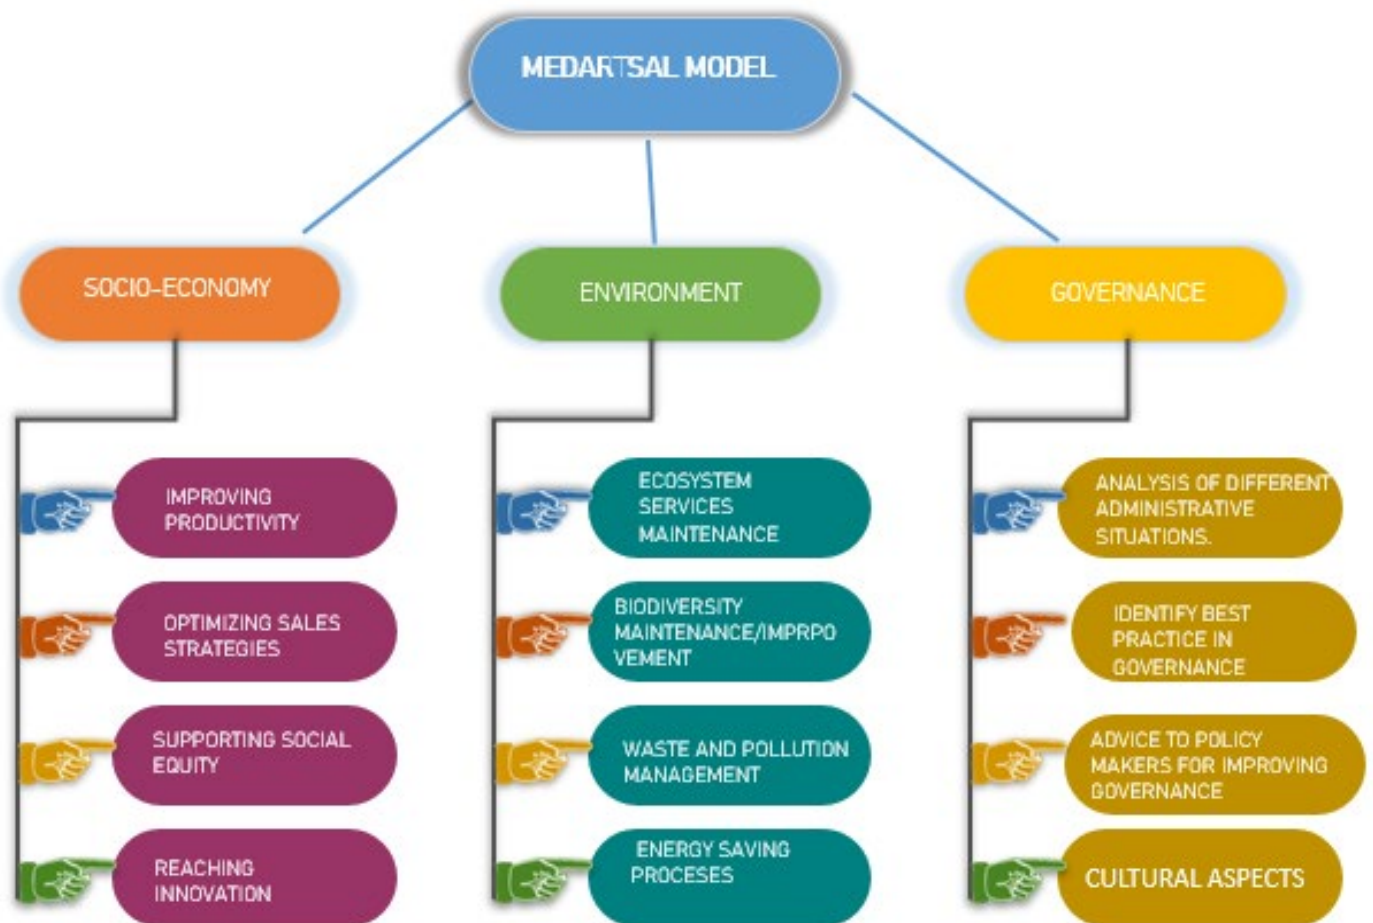 MEDARTSAL MODEL
SOCIO-ECONOMY
ENVIRONMENT
GOVERNANCE
IMPROVING
PRODUCTIVITY
OPTIMIZING SALES
STRATEGIES
SUPPORTING SOCIAL
EQUITY
REACHING
INNOVATION
ECOSYSTEM
SERVICES
MAINTENANCE
BIODIVERSITY
MAINTENANCE/IMPRPO
VEMENT
WASTE AND POLLUTION
MANAGEMENT
ENERGY SAVING
PROCESES
ANALYSIS OF DIFFERENT
ADMINISTRATIVE
SITUATIONS.
IDENTIFY BEST
PRACTICE IN
GOVERNANCE
ADVICE TO POLICY
MAKERS FOR IMPROVING
GOVERNANCE
CULTURAL ASPECTS